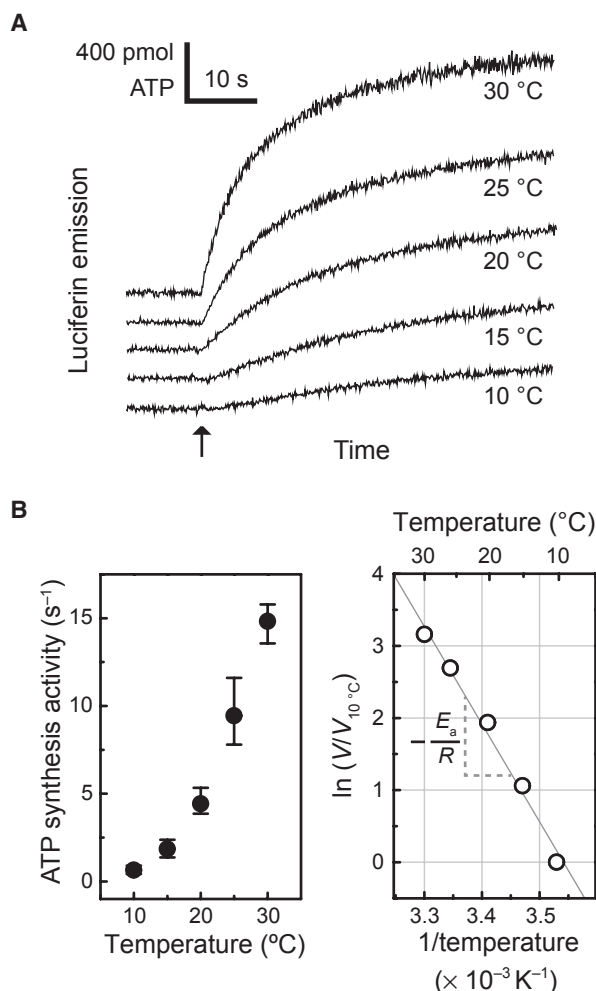 A
400 pmol
ATP
10 s
Luciferin emission
30 °C
25 °C
20 °C
15 °C
10 °C
Time
B
ATP synthesis activity (s⁻¹)
15
10
5
0
10 20 30
Temperature (ºC)
Temperature (°C)
30 20 10
ln (V/V₁₀ °C)
4
3
2
1
0
− Eₐ
R
3.3 3.4 3.5
1/temperature
(× 10⁻³ K⁻¹)